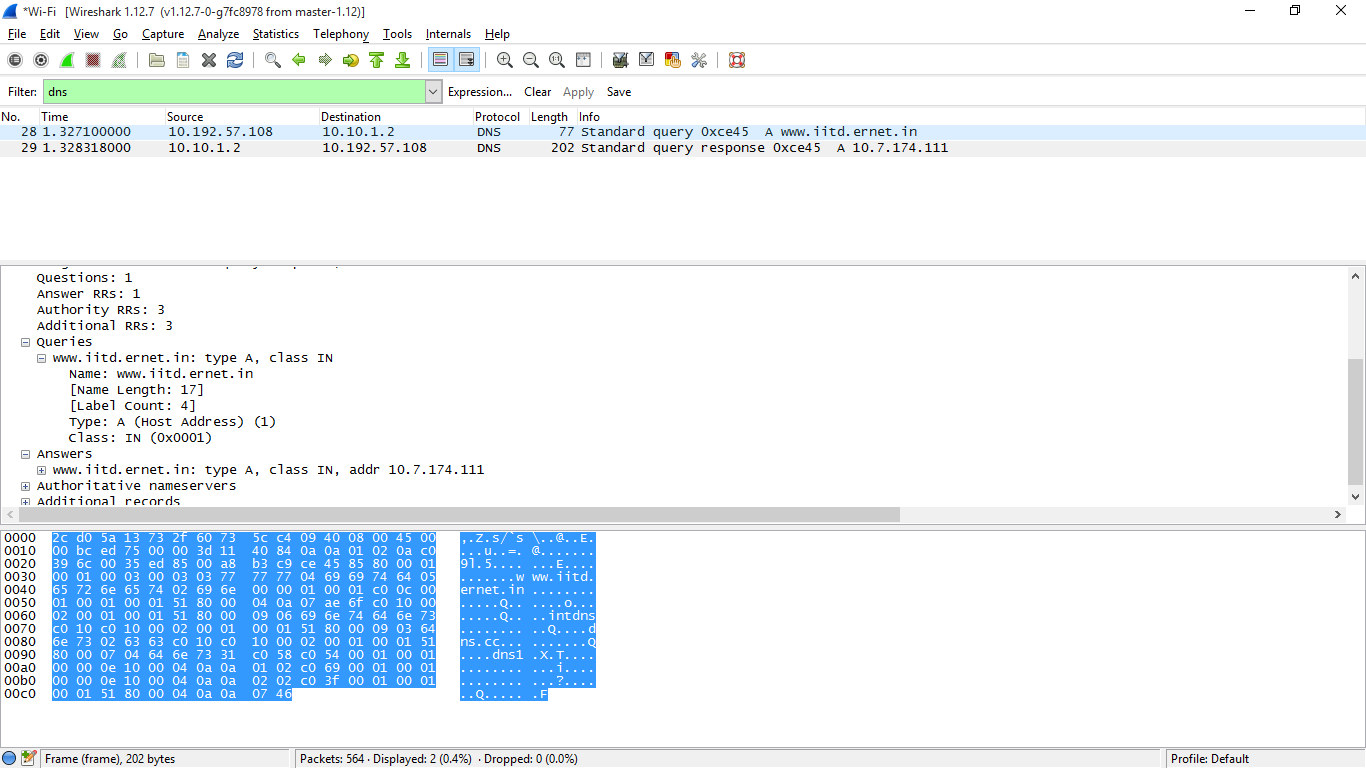 *Wi-Fi [Wireshark 1.12.7 (v1.12.7-0-g7fc8978 from master-1.12)]
File Edit View Go Capture Analyze Statistics Telephony Tools Internals Help
Filter: dns Expression... Clear Apply Save
No. Time Source Destination Protocol Length Info
28 1.327100000 10.192.57.108 10.10.1.2 DNS 77 Standard query 0xce45 A www.iitd.ernet.in
29 1.328318000 10.10.1.2 10.192.57.108 DNS 202 Standard query response 0xce45 A 10.7.174.111
Questions: 1
Answer RRs: 1
Authority RRs: 3
Additional RRs: 3
Queries
www.iitd.ernet.in: type A, class IN
Name: www.iitd.ernet.in
[Name Length: 17]
[Label Count: 4]
Type: A (Host Address) (1)
Class: IN (0x0001)
Answers
www.iitd.ernet.in: type A, class IN, addr 10.7.174.111
Authoritative nameservers
Additional records
0000 2c d0 5a 13 73 2f 60 73 5c c4 09 40 08 00 45 00 ,.Z.s/`s \..@..E.
0010 00 bc ed 75 00 00 3d 11 40 84 0a 0a 01 02 0a c0 ...u..=. @.......
0020 39 6c 00 35 ed 85 00 a8 b3 c9 ce 45 85 80 00 01 9l.5.... ...E....
0030 00 01 00 03 00 03 03 77 77 77 04 69 69 74 64 05 .......w ww.iitd.
0040 65 72 6e 65 74 02 69 6e 00 00 01 00 01 c0 0c 00 ernet.in ........
0050 01 00 01 00 01 51 80 00 04 0a 07 ae 6f c0 10 00 .....Q.. ....o...
0060 02 00 01 00 01 51 80 00 09 06 69 6e 74 64 6e 73 .....Q.. ..intdns
0070 c0 10 c0 10 00 02 00 01 00 01 51 80 00 09 03 64 ........ ..Q....d
0080 6e 73 02 63 63 c0 10 c0 10 00 02 00 01 00 01 51 ns.cc... .......Q
0090 80 00 07 04 64 6e 73 31 c0 58 c0 54 00 01 00 01 ....dns1 .X.T....
00a0 00 00 0e 10 00 04 0a 0a 01 02 c0 69 00 01 00 01 ........ ...i....
00b0 00 00 0e 10 00 04 0a 0a 02 02 c0 3f 00 01 00 01 ........ ...?....
00c0 00 01 51 80 00 04 0a 0a 07 46 ..Q..... .F
Frame (frame), 202 bytes Packets: 564 · Displayed: 2 (0.4%) · Dropped: 0 (0.0%) Profile: Default